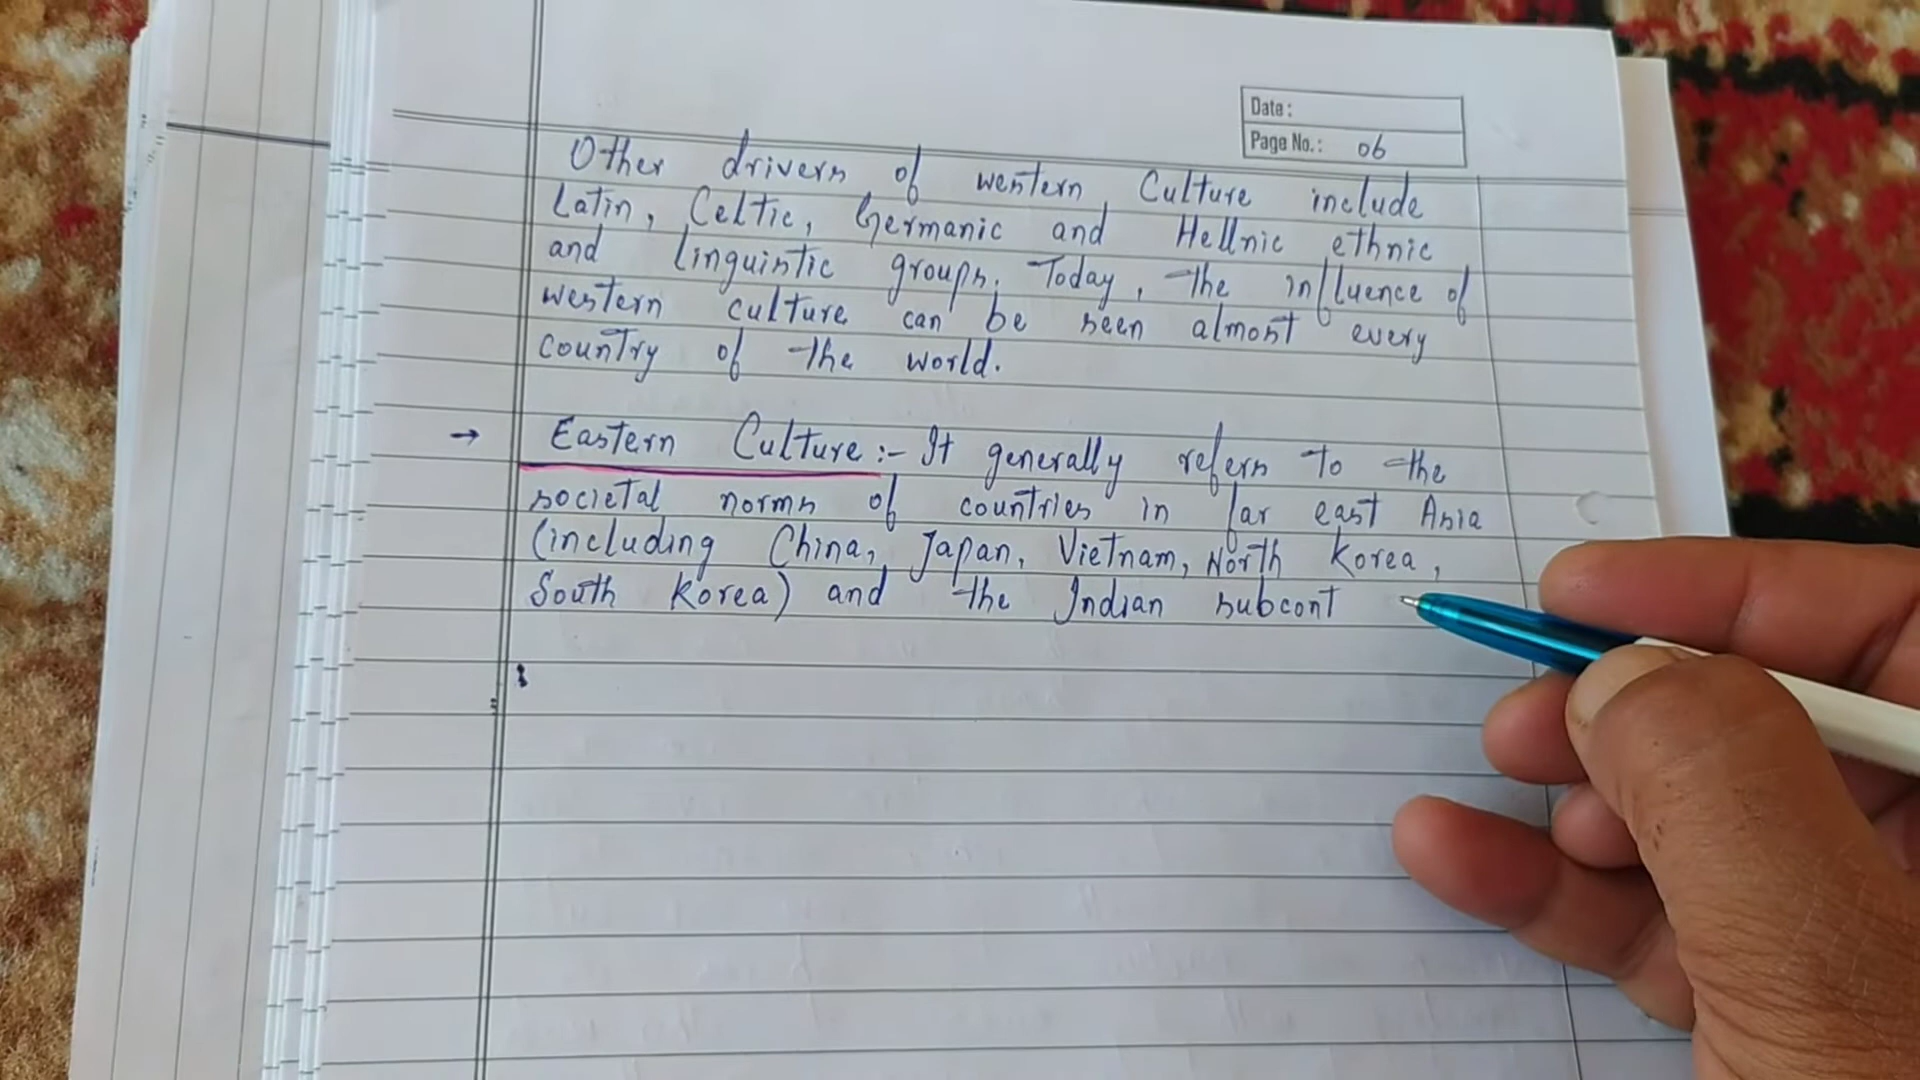 Date:
Page No.: 06
Other drivers of western Culture include
Latin, Celtic, Germanic and Hellnic ethnic
and linguistic groups. Today, the influence of
western culture can be seen almost every
country of the world.
→ Eastern Culture :- It generally refers to the
societal norms of countries in far east Asia
(including China, Japan, Vietnam, North Korea,
South Korea) and the Indian subcont